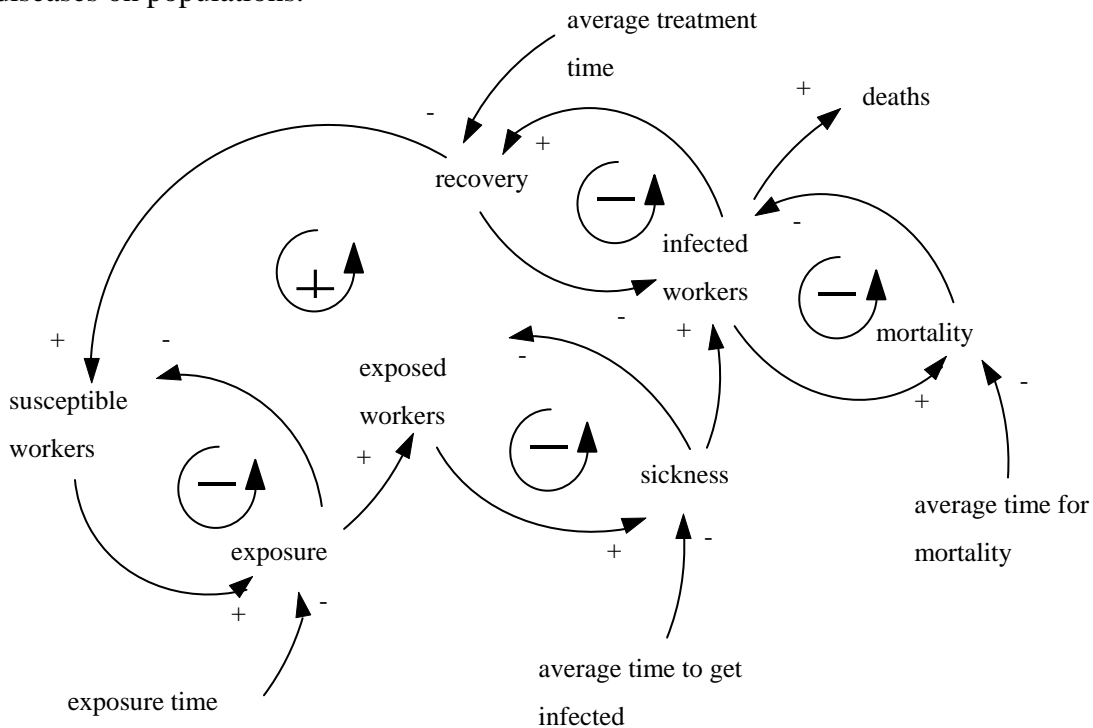 diseases on populations.
average treatment
time
+
deaths
-
+
recovery
-
infected
workers
-
+
+
-
-
mortality
-
exposed
workers
susceptible
workers
+
+
-
sickness
average time for
mortality
exposure
+
-
+
-
average time to get
infected
exposure time